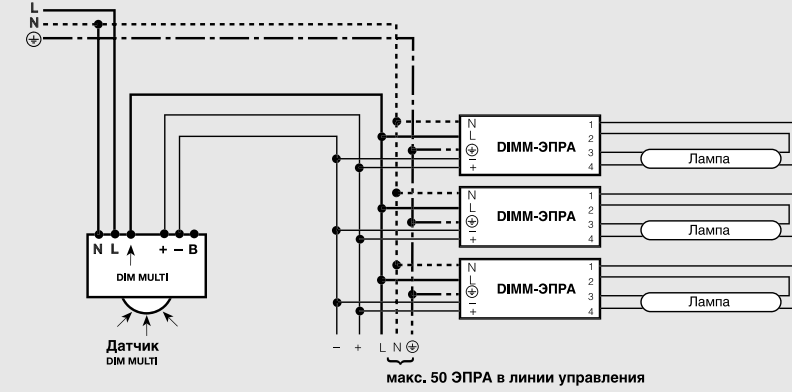 L
N
N
L
⏚
−
+
DIMM-ЭПРА
1
2
3
4
Лампа
N
L
⏚
−
+
DIMM-ЭПРА
1
2
3
4
Лампа
N L ↑ + − B
DIM MULTI
N
L
⏚
−
+
DIMM-ЭПРА
1
2
3
4
Лампа
Датчик
DIM MULTI
− + L N ⏚
макс. 50 ЭПРА в линии управления